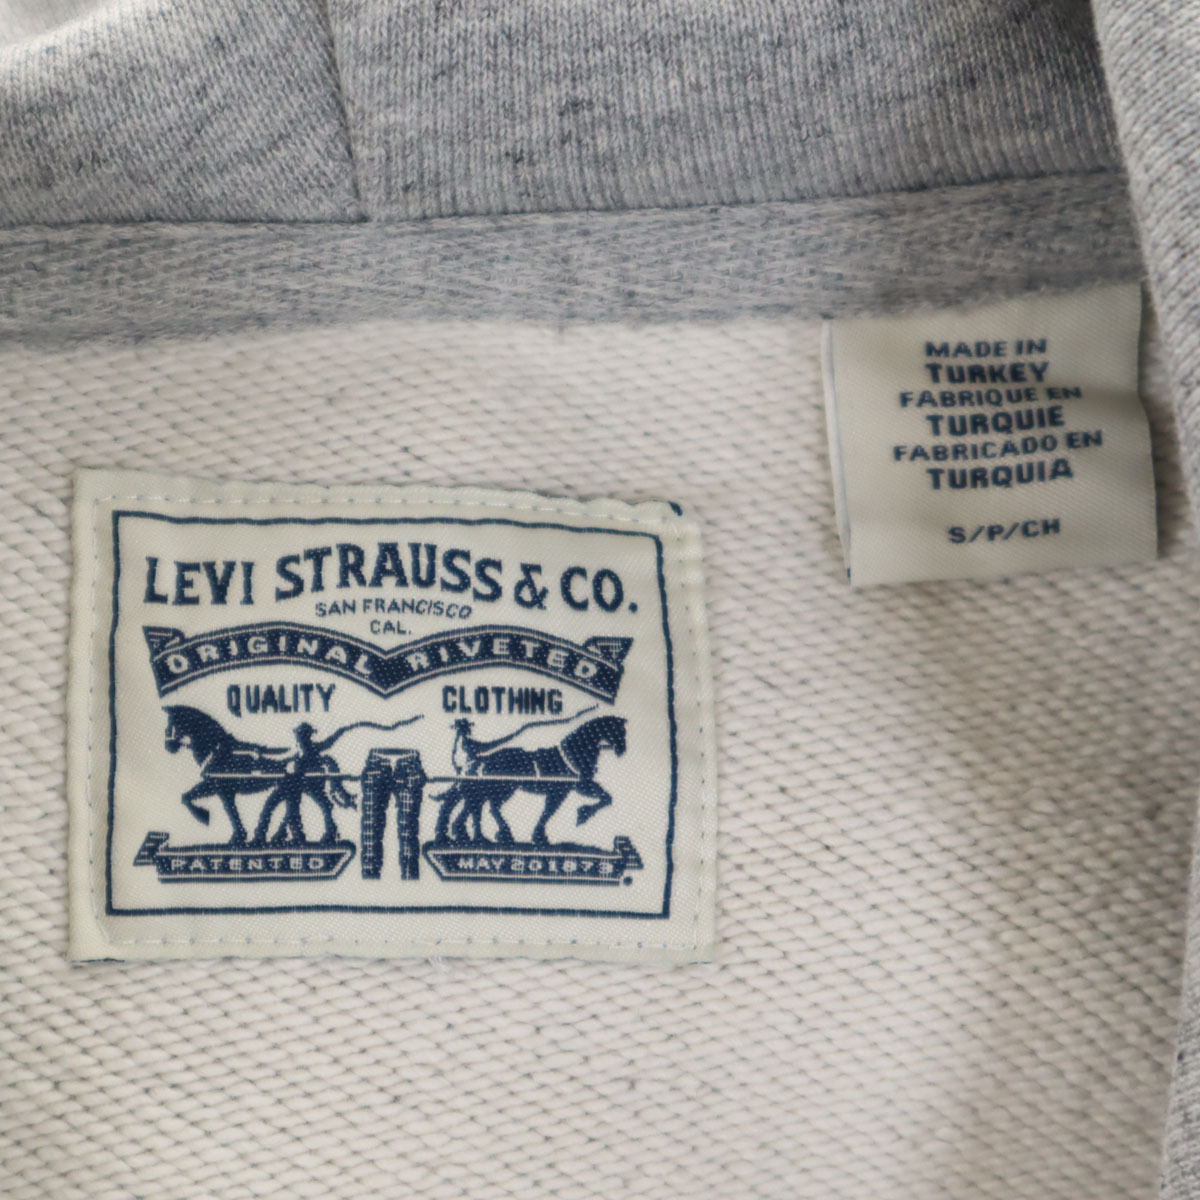 LEVI STRAUSS & CO.
SAN FRANCISCO
CAL.
ORIGINAL RIVETED
QUALITY CLOTHING
PATENTED MAY 20 1873
MADE IN
TURKEY
FABRIQUE EN
TURQUIE
FABRICADO EN
TURQUIA
S/P/CH